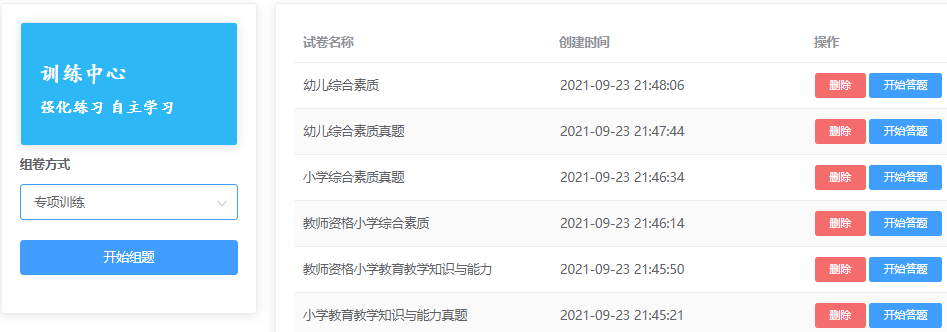 训练中心
强化练习 自主学习
组卷方式
专项训练
开始组题
试卷名称 创建时间 操作
幼儿综合素质 2021-09-23 21:48:06 删除 开始答题
幼儿综合素质真题 2021-09-23 21:47:44 删除 开始答题
小学综合素质真题 2021-09-23 21:46:34 删除 开始答题
教师资格小学综合素质 2021-09-23 21:46:14 删除 开始答题
教师资格小学教育教学知识与能力 2021-09-23 21:45:50 删除 开始答题
小学教育教学知识与能力真题 2021-09-23 21:45:21 删除 开始答题